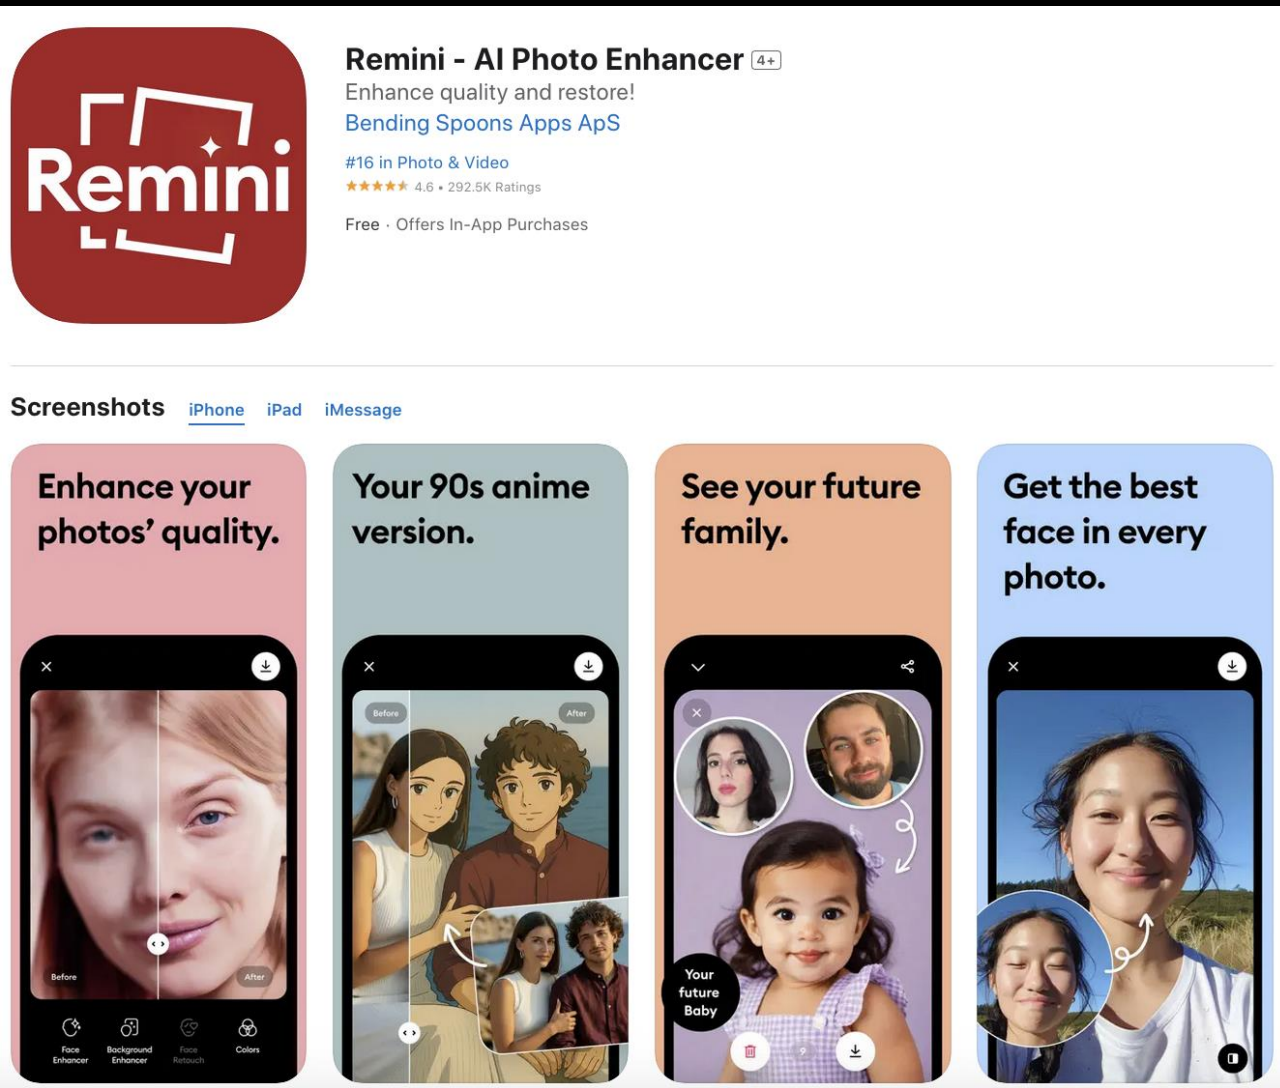 Remini
Remini - AI Photo Enhancer 4+
Enhance quality and restore!
Bending Spoons Apps ApS
#16 in Photo & Video
4.6 • 292.5K Ratings
Free · Offers In-App Purchases
Screenshots iPhone iPad iMessage
Enhance your
photos’ quality.
Before
After
Face
Enhancer
Background
Enhancer
Face
Retouch
Colors
Your 90s anime
version.
Before
After
See your future
family.
Your
future
Baby
9
Get the best
face in every
photo.